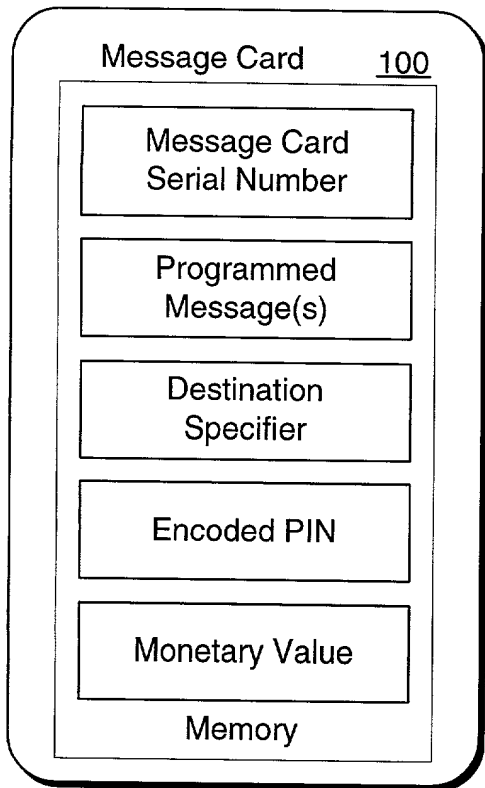 Message Card 100
Message Card
Serial Number
Programmed
Message(s)
Destination
Specifier
Encoded PIN
Monetary Value
Memory